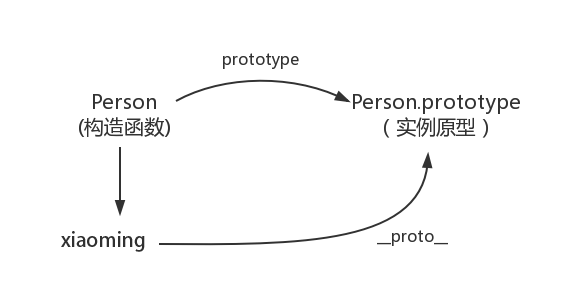 prototype
Person
(构造函数)
Person.prototype
（实例原型）
xiaoming
__proto__